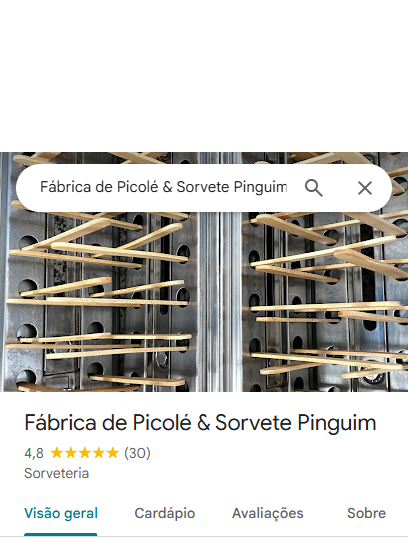 Fábrica de Picolé & Sorvete Pinguim
Fábrica de Picolé & Sorvete Pinguim
4,8 ★★★★★ (30)
Sorveteria
Visão geral Cardápio Avaliações Sobre